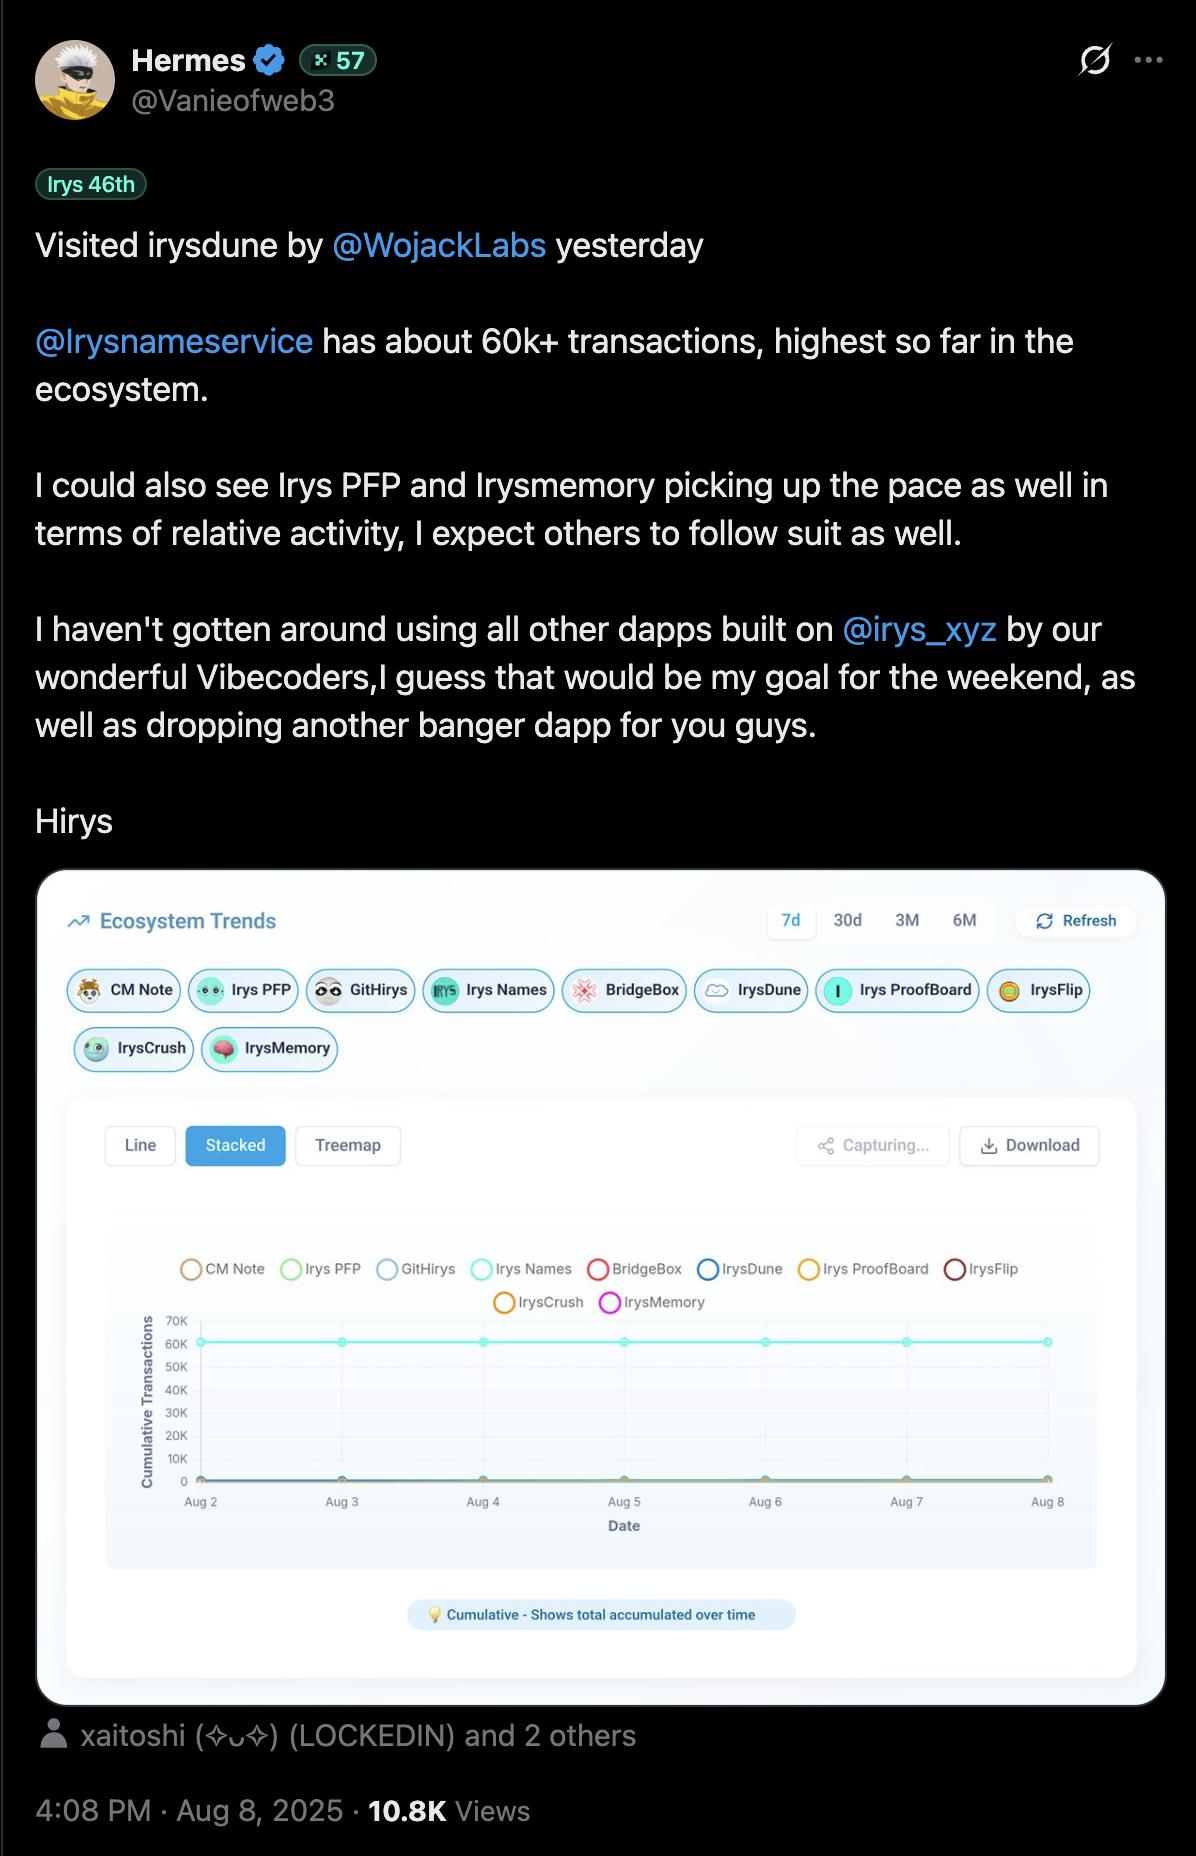 Hermes 57
@Vanieofweb3
Irys 46th
Visited irysdune by @WojackLabs yesterday
@Irysnameservice has about 60k+ transactions, highest so far in the
ecosystem.
I could also see Irys PFP and Irysmemory picking up the pace as well in
terms of relative activity, I expect others to follow suit as well.
I haven't gotten around using all other dapps built on @irys_xyz by our
wonderful Vibecoders,I guess that would be my goal for the weekend, as
well as dropping another banger dapp for you guys.
Hirys
Ecosystem Trends 7d 30d 3M 6M Refresh
CM Note Irys PFP GitHirys IRYS Irys Names BridgeBox IrysDune I Irys ProofBoard IrysFlip
IrysCrush IrysMemory
Line Stacked Treemap Capturing... Download
CM Note Irys PFP GitHirys Irys Names BridgeBox IrysDune Irys ProofBoard IrysFlip
IrysCrush IrysMemory
Cumulative Transactions
70K
60K
50K
40K
30K
20K
10K
0
Aug 2 Aug 3 Aug 4 Aug 5 Aug 6 Aug 7 Aug 8
Date
💡 Cumulative - Shows total accumulated over time
xaitoshi (✧ᴗ✧) (LOCKEDIN) and 2 others
4:08 PM · Aug 8, 2025 · 10.8K Views